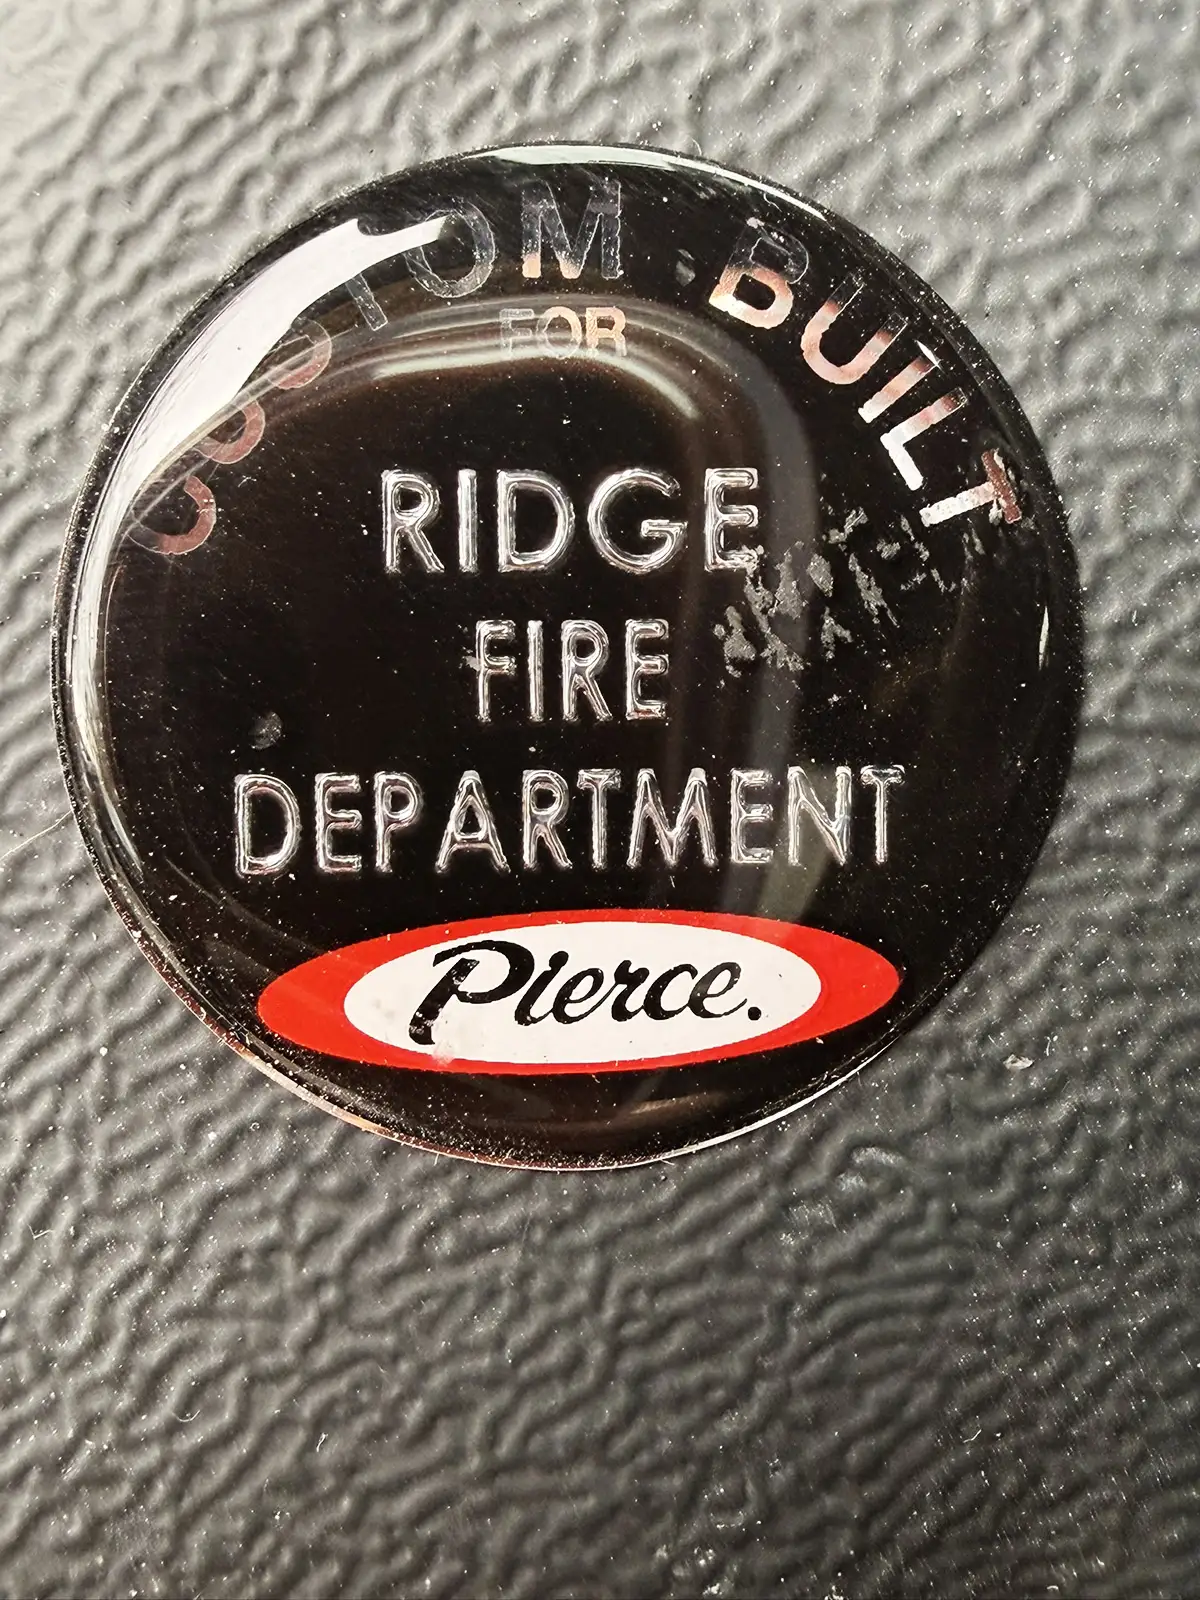 CUSTOM BUILT
FOR
RIDGE
FIRE
DEPARTMENT
Pierce.